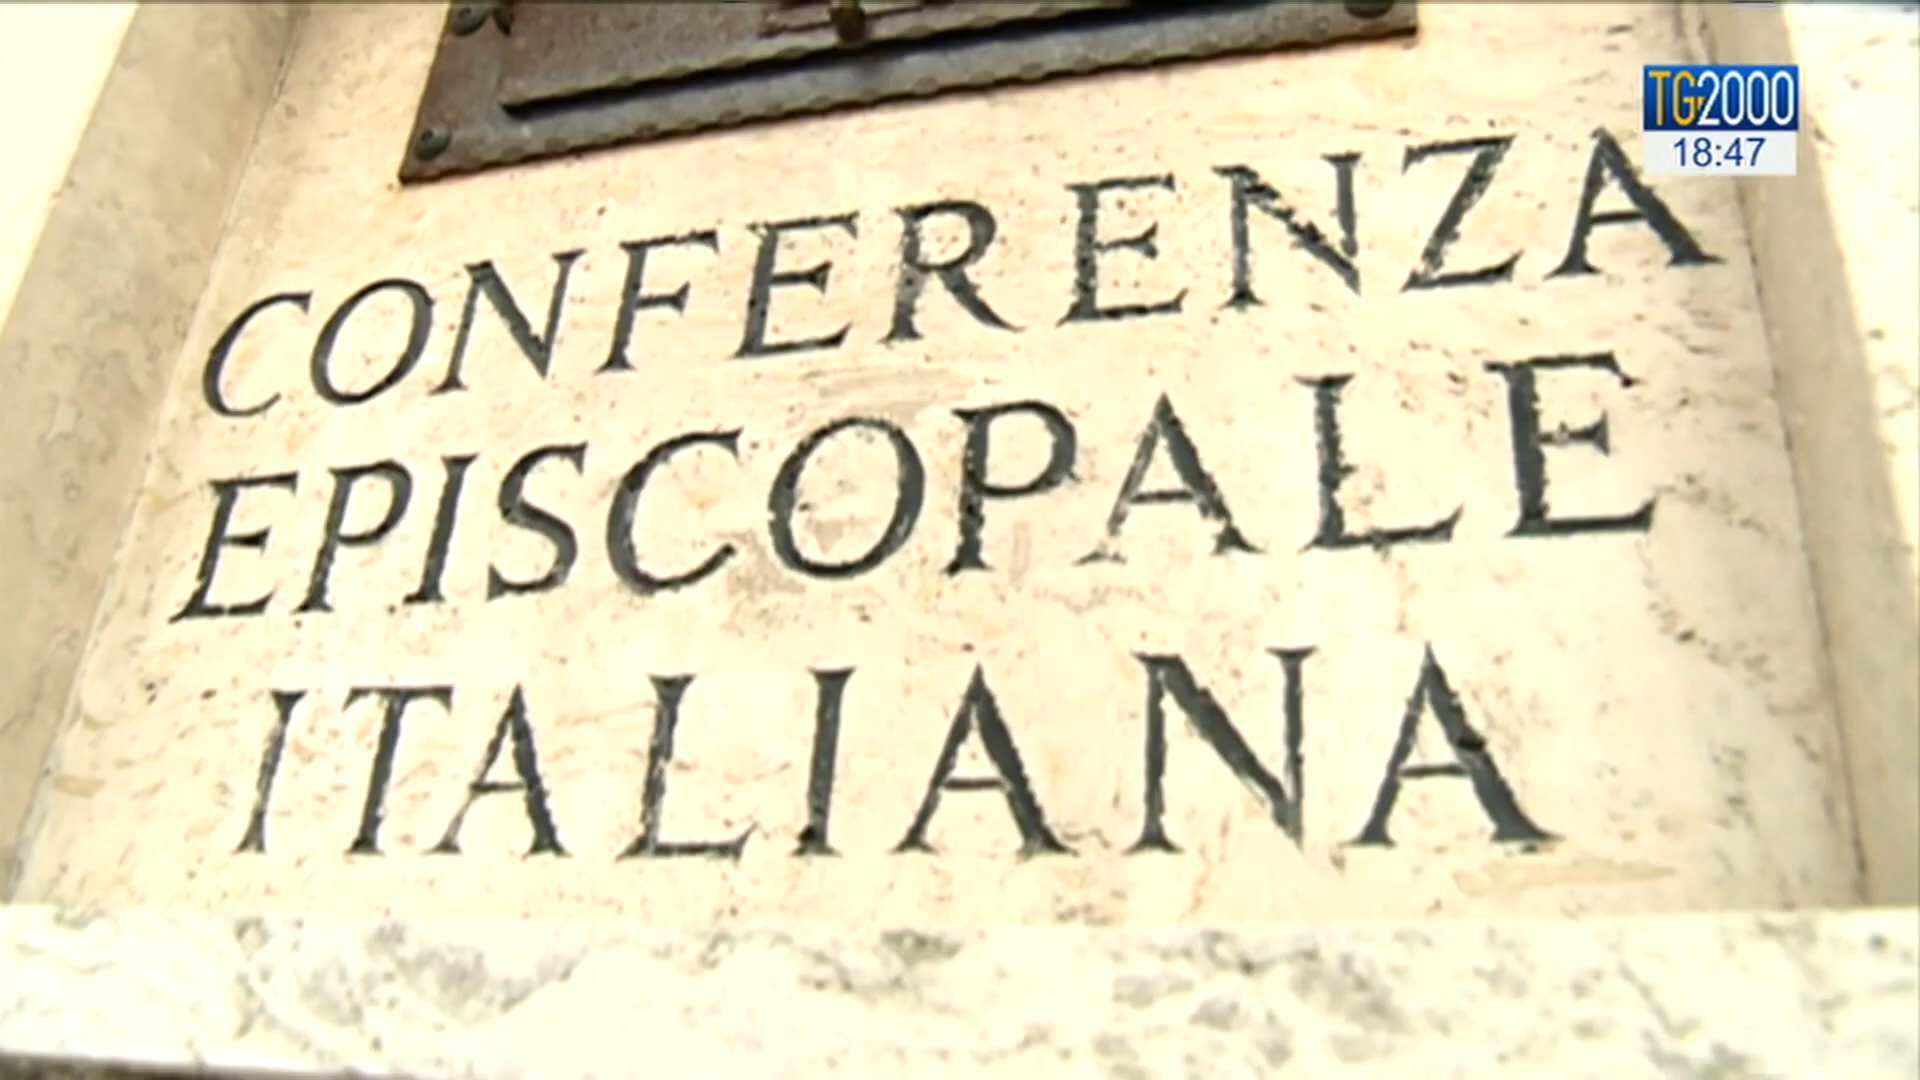 TG2000
18:47
CONFERENZA
EPISCOPALE
ITALIANA